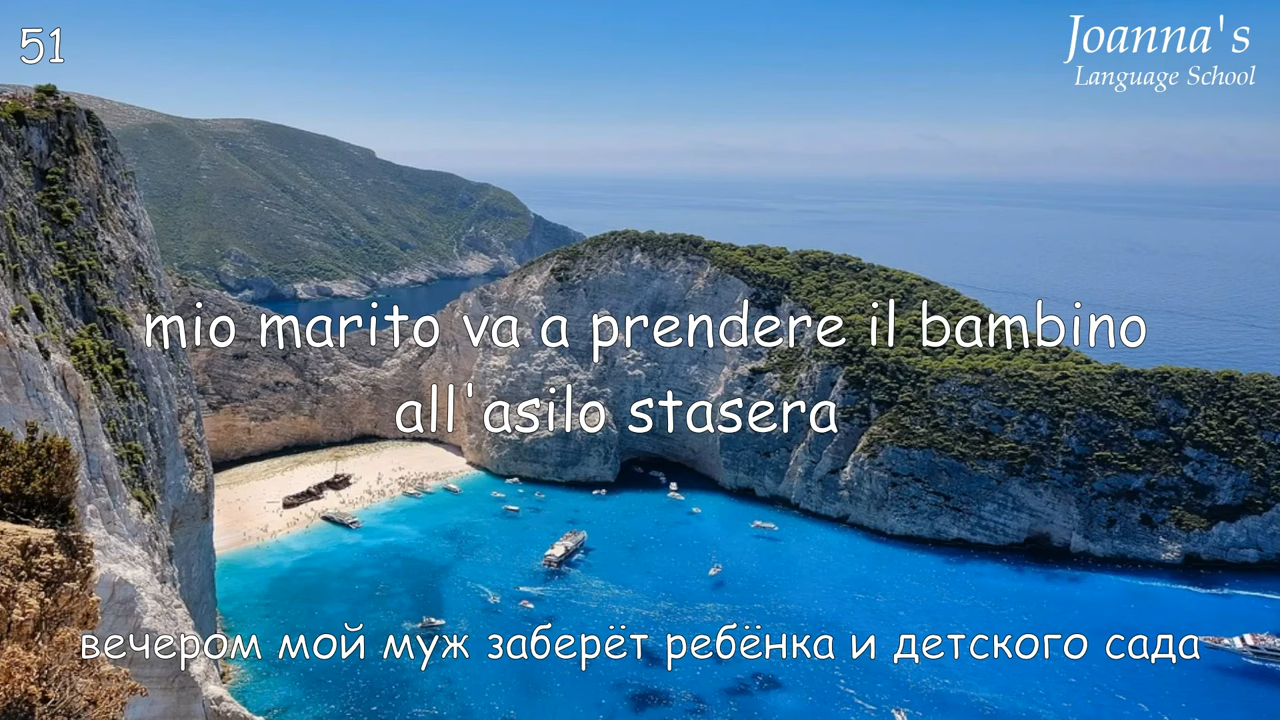 51
Joanna's
Language School
mio marito va a prendere il bambino
all'asilo stasera
вечером мой муж заберёт ребёнка и детского сада